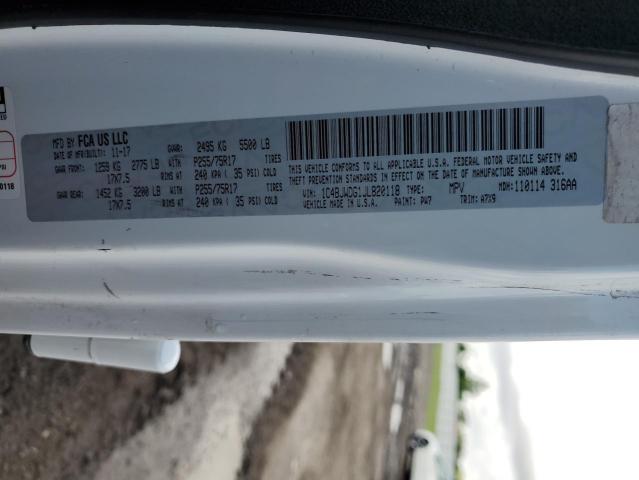 MFD BY FCA US LLC
DATE OF MFR(BUILT): 11-17 GVWR: 2495 KG 5500 LB
GAWR FRONT: 1259 KG 2775 LB WITH P255/75R17 TIRES
17X7.5 RIMS AT 240 KPA ( 35 PSI) COLD
GAWR REAR: 1452 KG 3200 LB WITH P255/75R17 TIRES
17X7.5 RIMS AT 240 KPA ( 35 PSI) COLD
THIS VEHICLE CONFORMS TO ALL APPLICABLE U.S.A. FEDERAL MOTOR VEHICLE SAFETY AND
THEFT PREVENTION STANDARDS IN EFFECT ON THE DATE OF MANUFACTURE SHOWN ABOVE.
VIN: 1C4BJWDG1JL820118 TYPE: MPV MDH: 110114 316AA
VEHICLE MADE IN U.S.A. PAINT: PW7 TRIM: A7X9
0118